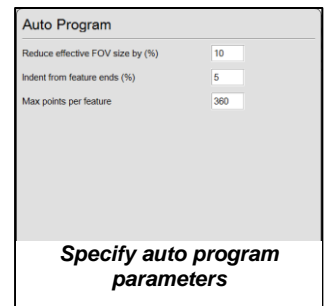 Auto Program
Reduce effective FOV size by (%) 10
Indent from feature ends (%) 5
Max points per feature 360
Specify auto program
parameters